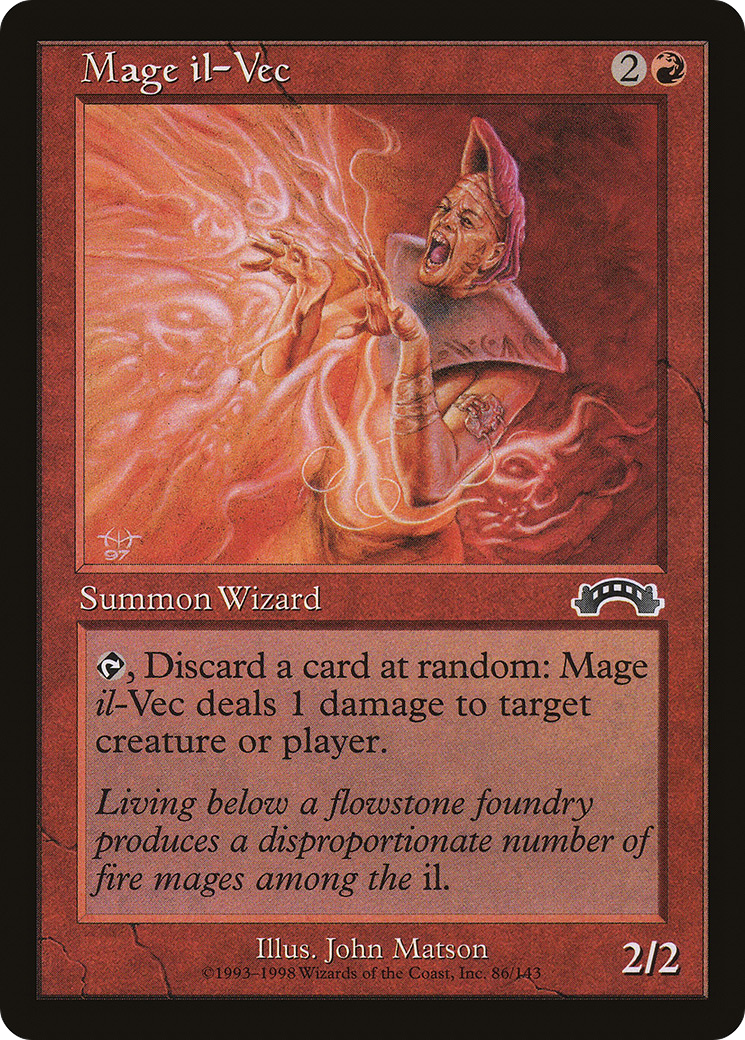 Mage il-Vec
2
97
Summon Wizard
, Discard a card at random: Mage
il-Vec deals 1 damage to target
creature or player.
Living below a flowstone foundry
produces a disproportionate number of
fire mages among the il.
Illus. John Matson
©1993–1998 Wizards of the Coast, Inc. 86/143
2/2